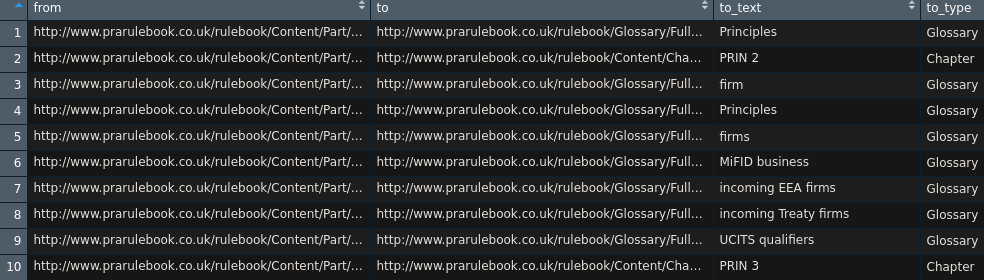 from to to_text to_type
1 http://www.prarulebook.co.uk/rulebook/Content/Part/... http://www.prarulebook.co.uk/rulebook/Glossary/Full... Principles Glossary
2 http://www.prarulebook.co.uk/rulebook/Content/Part/... http://www.prarulebook.co.uk/rulebook/Content/Cha... PRIN 2 Chapter
3 http://www.prarulebook.co.uk/rulebook/Content/Part/... http://www.prarulebook.co.uk/rulebook/Glossary/Full... firm Glossary
4 http://www.prarulebook.co.uk/rulebook/Content/Part/... http://www.prarulebook.co.uk/rulebook/Glossary/Full... Principles Glossary
5 http://www.prarulebook.co.uk/rulebook/Content/Part/... http://www.prarulebook.co.uk/rulebook/Glossary/Full... firms Glossary
6 http://www.prarulebook.co.uk/rulebook/Content/Part/... http://www.prarulebook.co.uk/rulebook/Glossary/Full... MiFID business Glossary
7 http://www.prarulebook.co.uk/rulebook/Content/Part/... http://www.prarulebook.co.uk/rulebook/Glossary/Full... incoming EEA firms Glossary
8 http://www.prarulebook.co.uk/rulebook/Content/Part/... http://www.prarulebook.co.uk/rulebook/Glossary/Full... incoming Treaty firms Glossary
9 http://www.prarulebook.co.uk/rulebook/Content/Part/... http://www.prarulebook.co.uk/rulebook/Glossary/Full... UCITS qualifiers Glossary
10 http://www.prarulebook.co.uk/rulebook/Content/Part/... http://www.prarulebook.co.uk/rulebook/Content/Cha... PRIN 3 Chapter